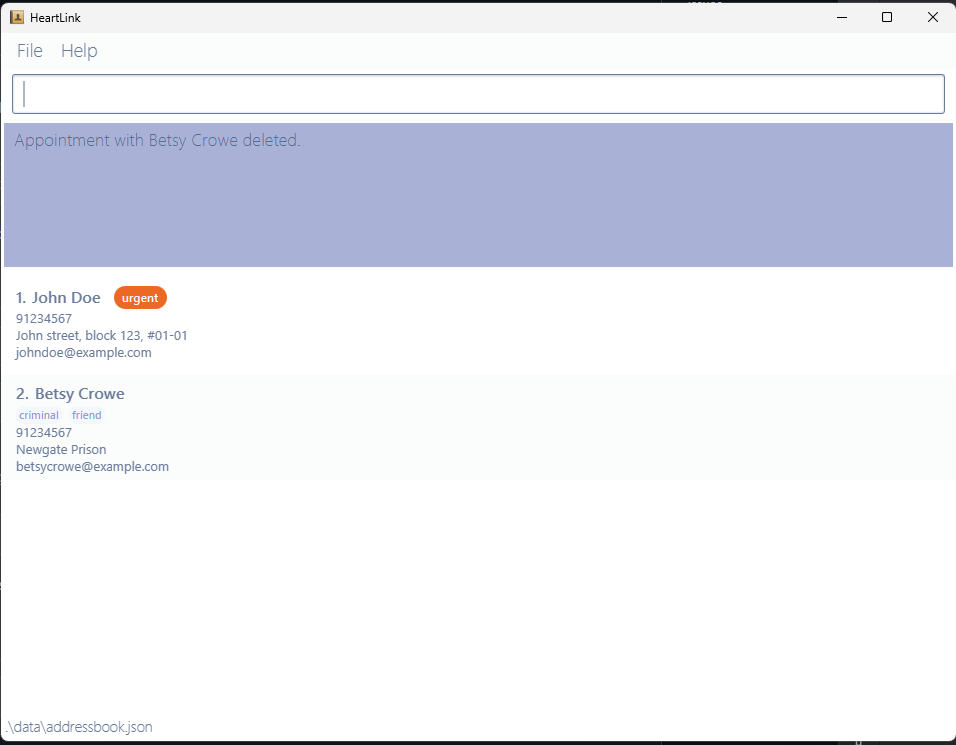 HeartLink
File Help
Appointment with Betsy Crowe deleted.
1. John Doe urgent
91234567
John street, block 123, #01-01
johndoe@example.com
2. Betsy Crowe
criminal friend
91234567
Newgate Prison
betsycrowe@example.com
.\data\addressbook.json